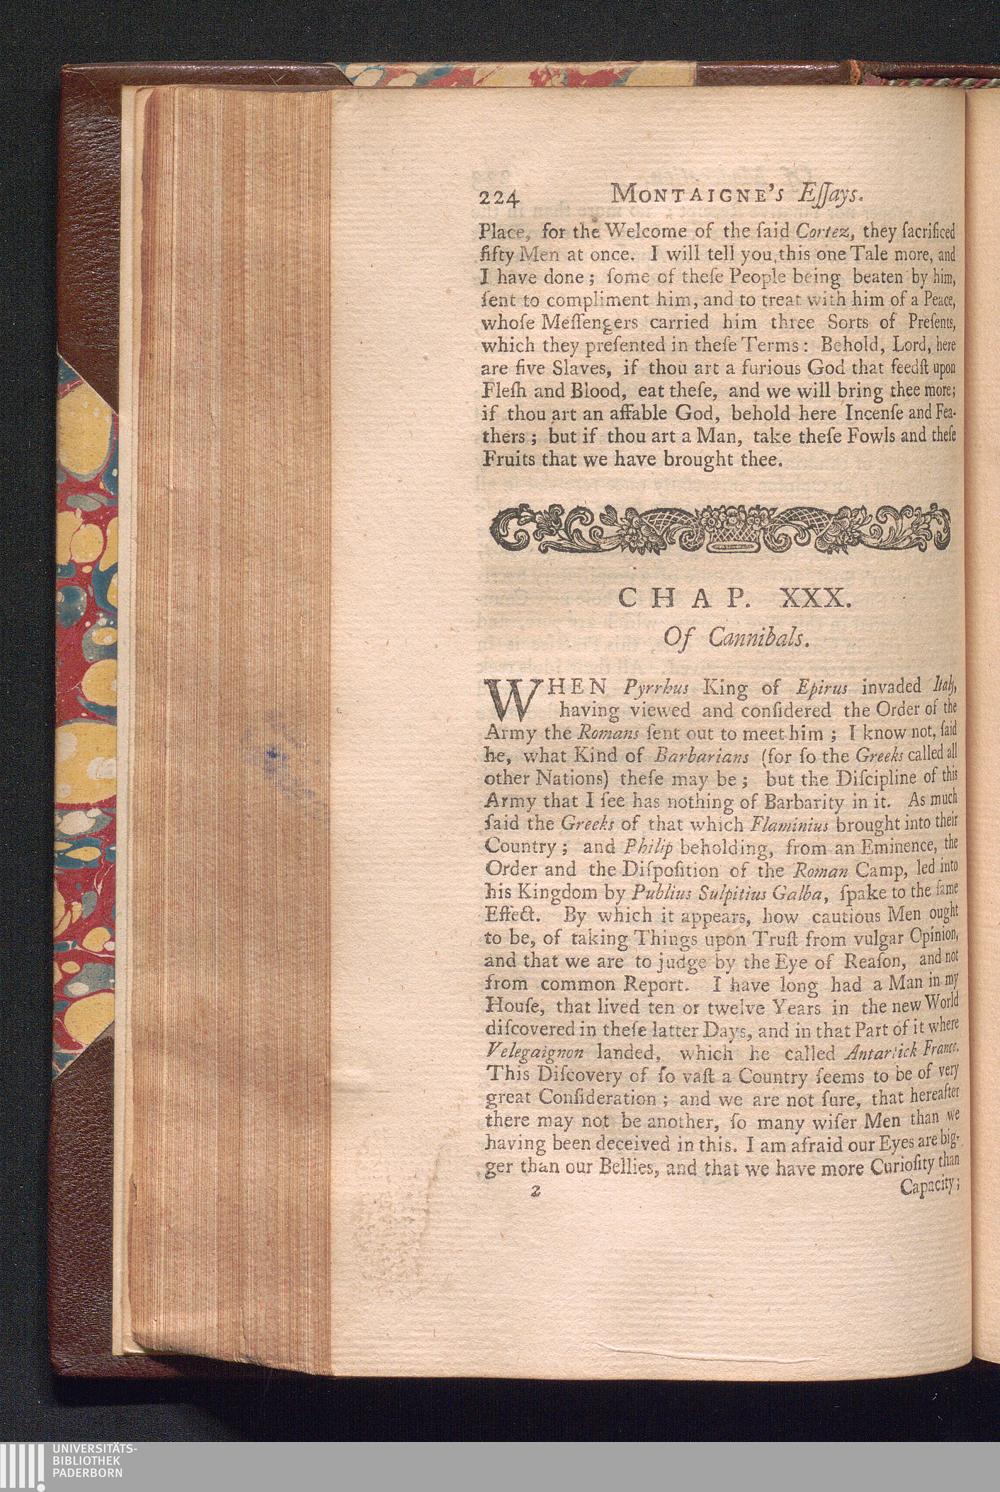 224 MONTAIGNE's Eſſays.
Place, for the Welcome of the ſaid Cortez, they ſacrificed
fifty Men at once. I will tell you this one Tale more, and
I have done; ſome of theſe People being beaten by him,
ſent to compliment him, and to treat with him of a Peace,
whoſe Meſſengers carried him three Sorts of Preſents,
which they preſented in theſe Terms: Behold, Lord, here
are five Slaves, if thou art a furious God that feedſt upon
Fleſh and Blood, eat theſe, and we will bring thee more;
if thou art an affable God, behold here Incenſe and Fea-
thers; but if thou art a Man, take theſe Fowls and theſe
Fruits that we have brought thee.
CHAP. XXX.
Of Cannibals.
WHEN Pyrrhus King of Epirus invaded Italy,
having viewed and conſidered the Order of the
Army the Romans ſent out to meet him; I know not, ſaid
he, what Kind of Barbarians (for ſo the Greeks called all
other Nations) theſe may be; but the Diſcipline of this
Army that I ſee has nothing of Barbarity in it. As much
ſaid the Greeks of that which Flaminius brought into their
Country; and Philip beholding, from an Eminence, the
Order and the Diſpoſition of the Roman Camp, led into
his Kingdom by Publius Sulpitius Galba, ſpake to the ſame
Effect. By which it appears, how cautious Men ought
to be, of taking Things upon Truſt from vulgar Opinion,
and that we are to judge by the Eye of Reaſon, and not
from common Report. I have long had a Man in my
Houſe, that lived ten or twelve Years in the new World
diſcovered in theſe latter Days, and in that Part of it where
Velegaignon landed, which he called Antartick France.
This Diſcovery of ſo vaſt a Country ſeems to be of very
great Conſideration; and we are not ſure, that hereafter
there may not be another, ſo many wiſer Men than we
having been deceived in this. I am afraid our Eyes are big-
ger than our Bellies, and that we have more Curioſity than
2 Capacity;
UNIVERSITÄTS-
BIBLIOTHEK
PADERBORN